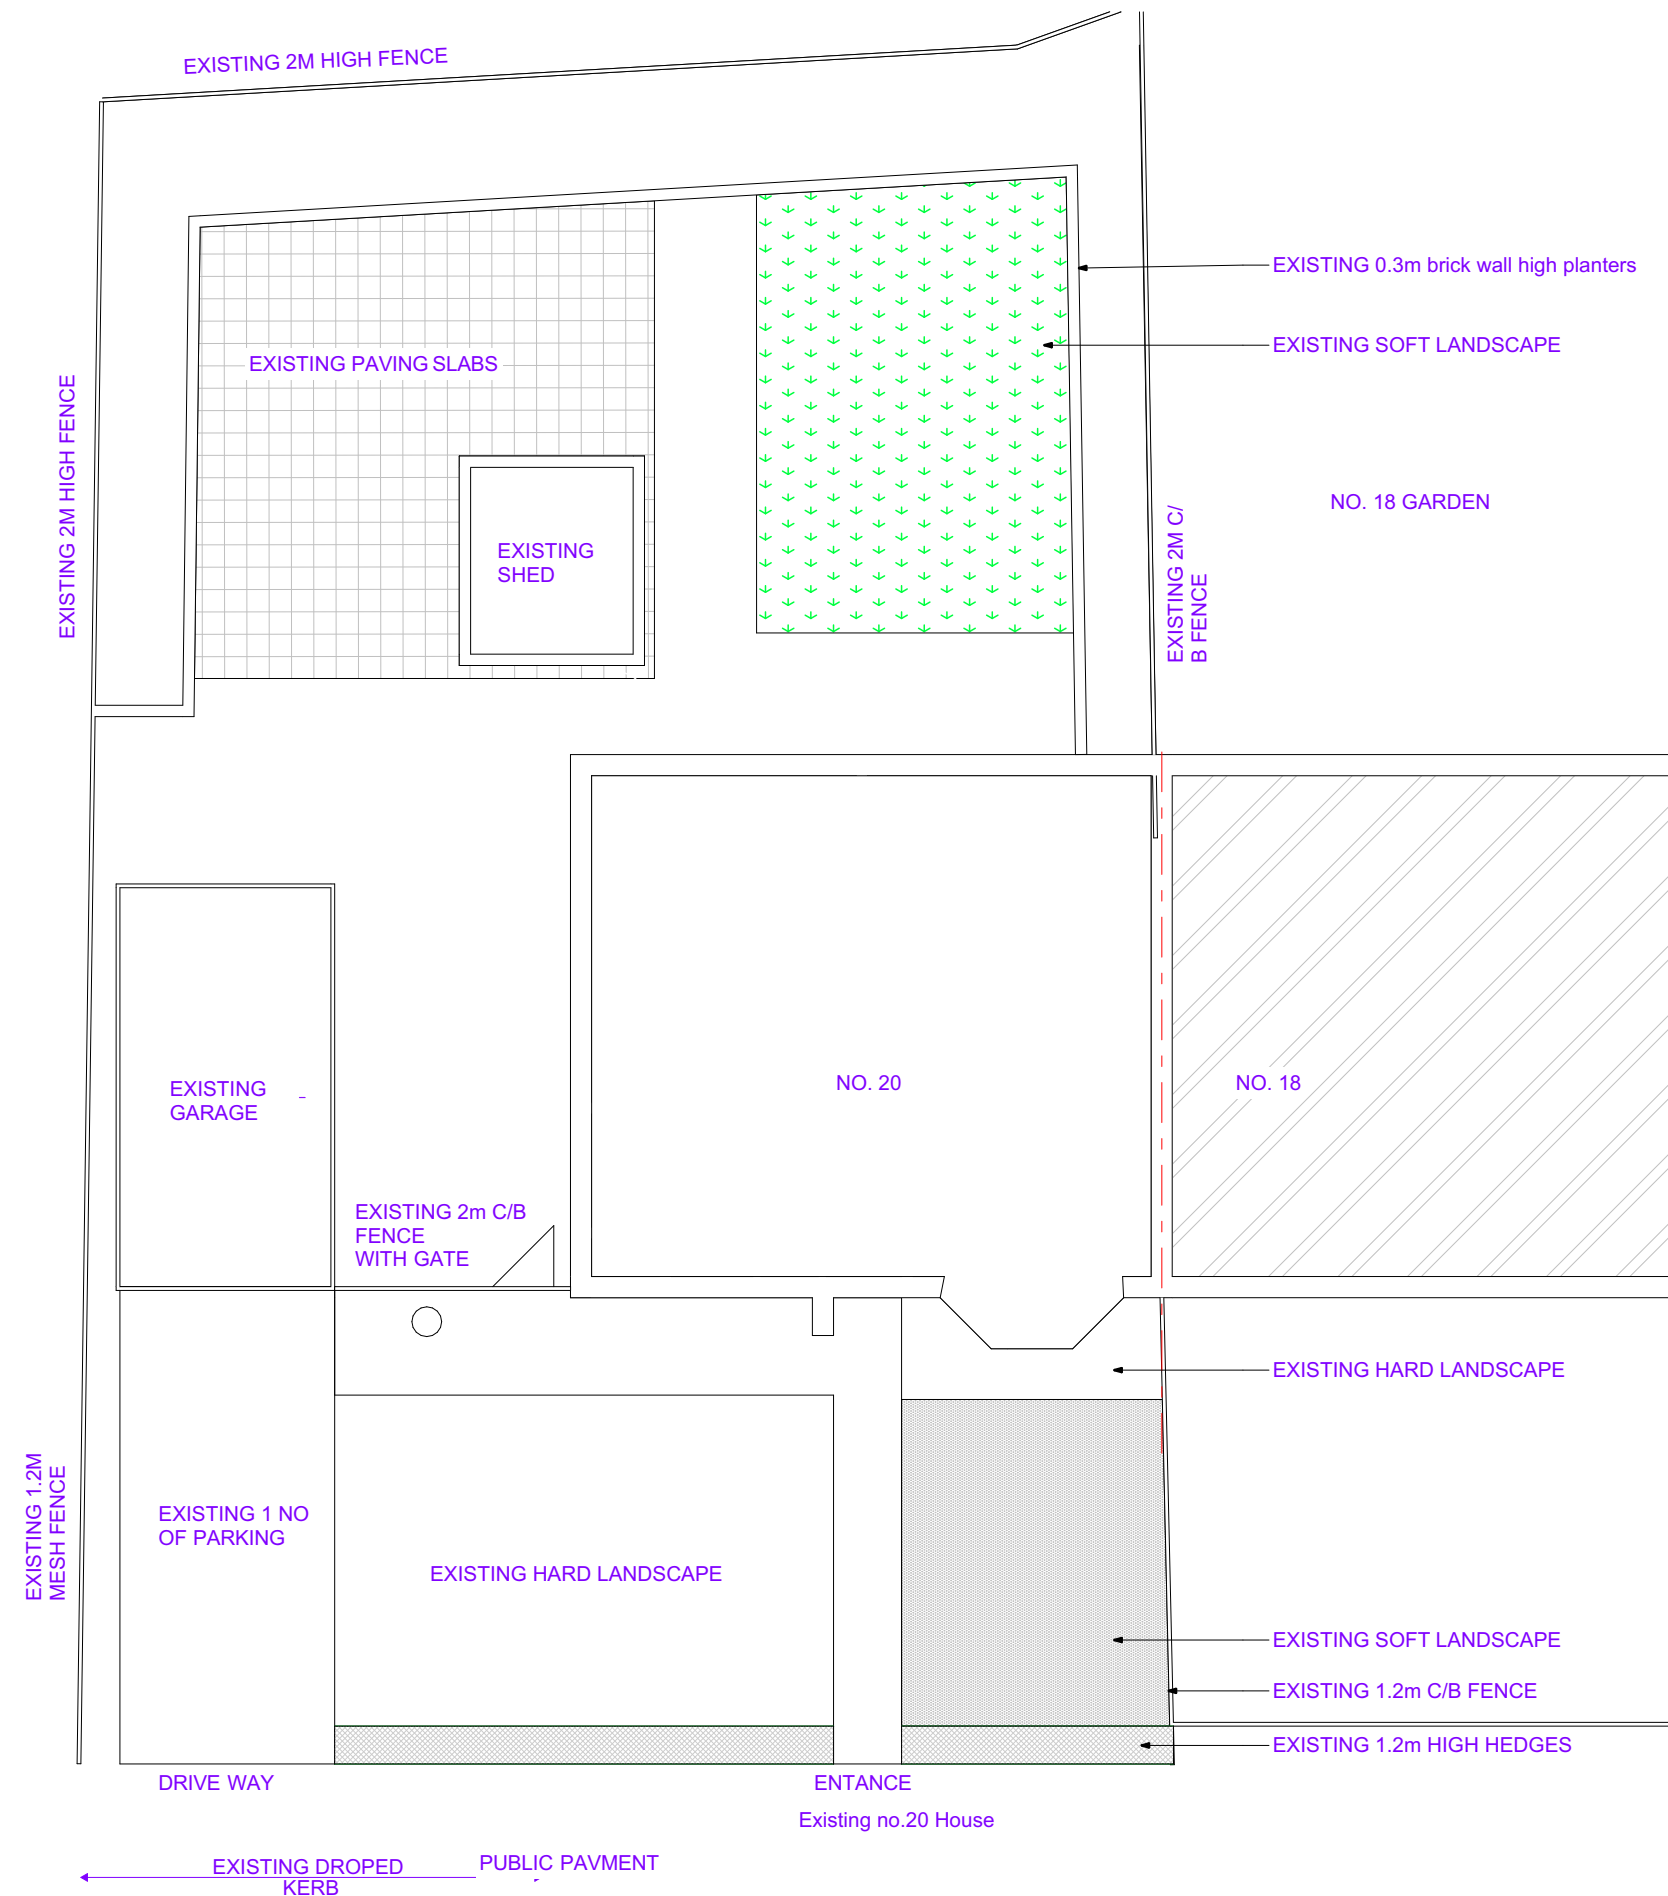 EXISTING 2M HIGH FENCE
EXISTING 0.3m brick wall high planters
EXISTING SOFT LANDSCAPE
EXISTING PAVING SLABS
EXISTING 2M HIGH FENCE
NO. 18 GARDEN
EXISTING 2M C/
B FENCE
EXISTING
SHED
NO. 20
NO. 18
EXISTING
GARAGE
EXISTING 2m C/B
FENCE
WITH GATE
EXISTING HARD LANDSCAPE
EXISTING 1.2M
MESH FENCE
EXISTING 1 NO
OF PARKING
EXISTING HARD LANDSCAPE
EXISTING SOFT LANDSCAPE
EXISTING 1.2m C/B FENCE
EXISTING 1.2m HIGH HEDGES
DRIVE WAY
ENTANCE
Existing no.20 House
EXISTING DROPED
KERB
PUBLIC PAVMENT